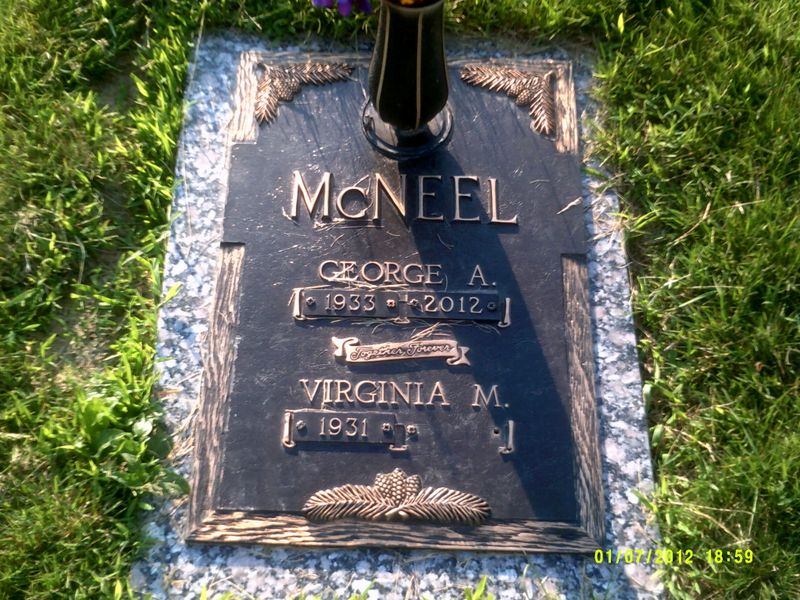 McNEEL
GEORGE A.
1933 2012
Together Forever
VIRGINIA M.
1931
01/07/2012 18:59